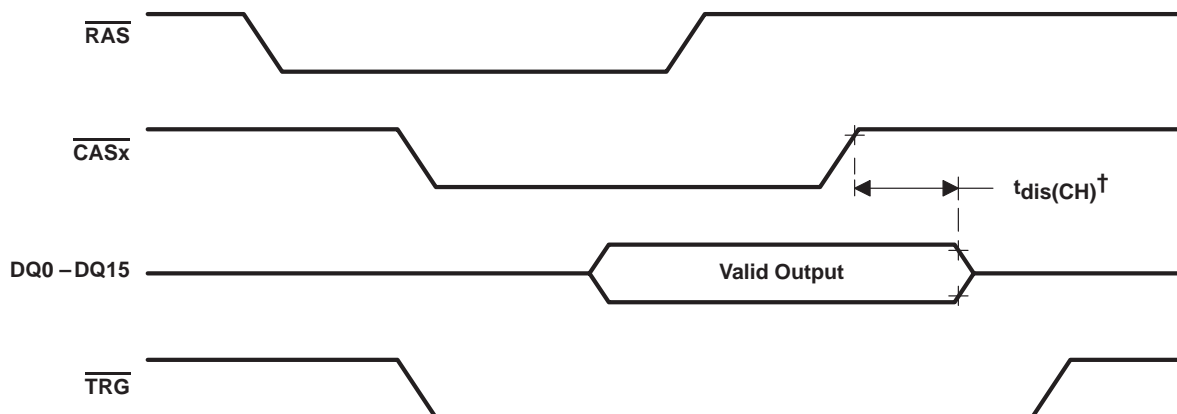 RAS
CASx
tdis(CH)†
DQ0 – DQ15
Valid Output
TRG